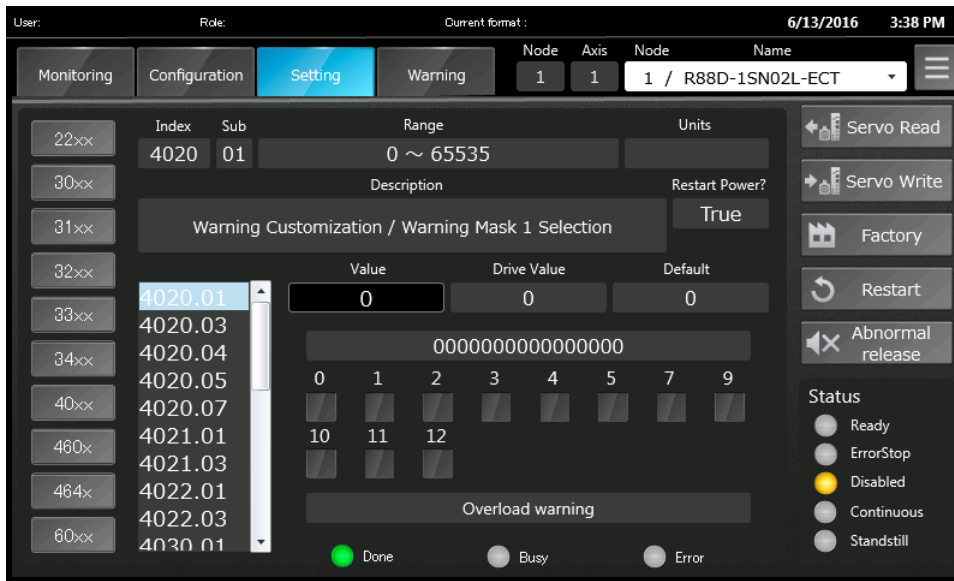 User: Role: Current format : 6/13/2016 3:38 PM
Monitoring Configuration Setting Warning
Node Axis Node Name
1 1 1 / R88D-1SN02L-ECT
22xx
30xx
31xx
32xx
33xx
34xx
40xx
460x
464x
60xx
Index Sub Range Units
4020 01 0 ~ 65535
Description Restart Power?
Warning Customization / Warning Mask 1 Selection True
Value Drive Value Default
0 0 0
4020.01
4020.03
4020.04
4020.05
4020.07
4021.01
4021.03
4022.01
4022.03
4030.01
0000000000000000
0 1 2 3 4 5 7 9
10 11 12
Overload warning
Done Busy Error
Servo Read
Servo Write
Factory
Restart
Abnormal
release
Status
Ready
ErrorStop
Disabled
Continuous
Standstill